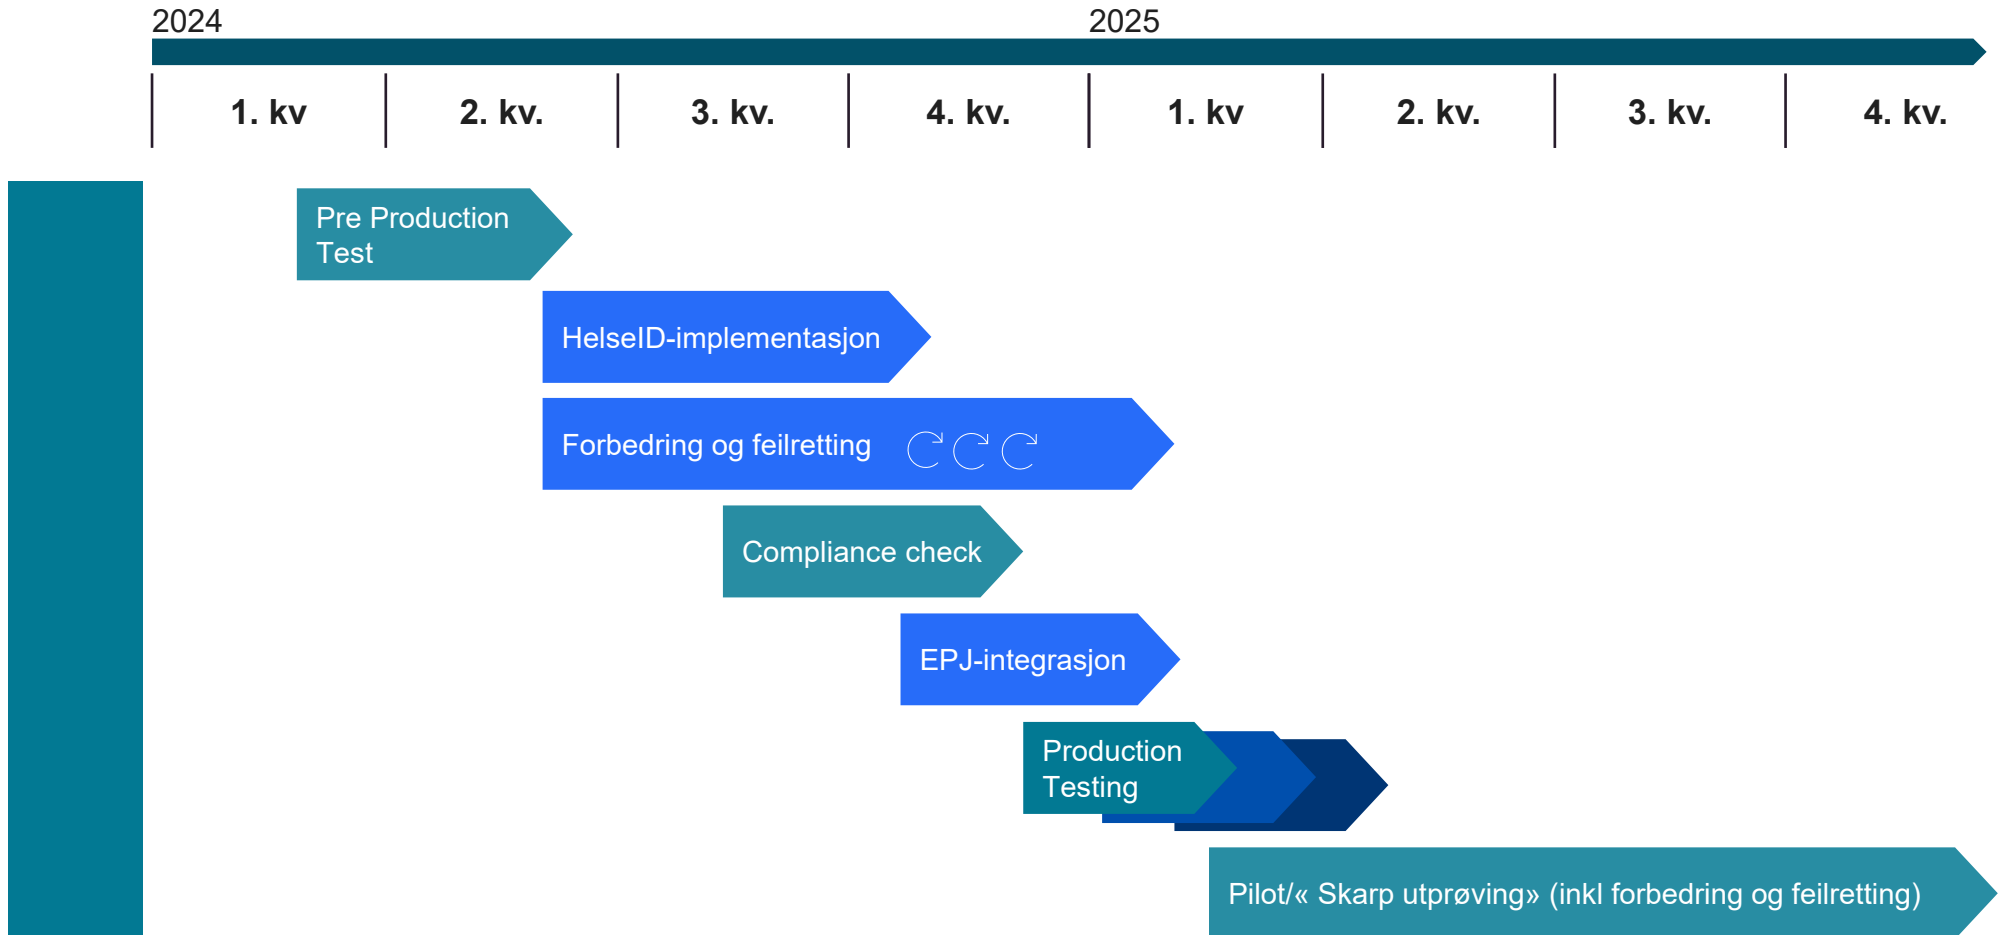 2024 2025
1. kv 2. kv. 3. kv. 4. kv. 1. kv 2. kv. 3. kv. 4. kv.
Pre Production
Test
HelseID-implementasjon
Forbedring og feilretting
Compliance check
EPJ-integrasjon
Production
Testing
Pilot/« Skarp utprøving» (inkl forbedring og feilretting)